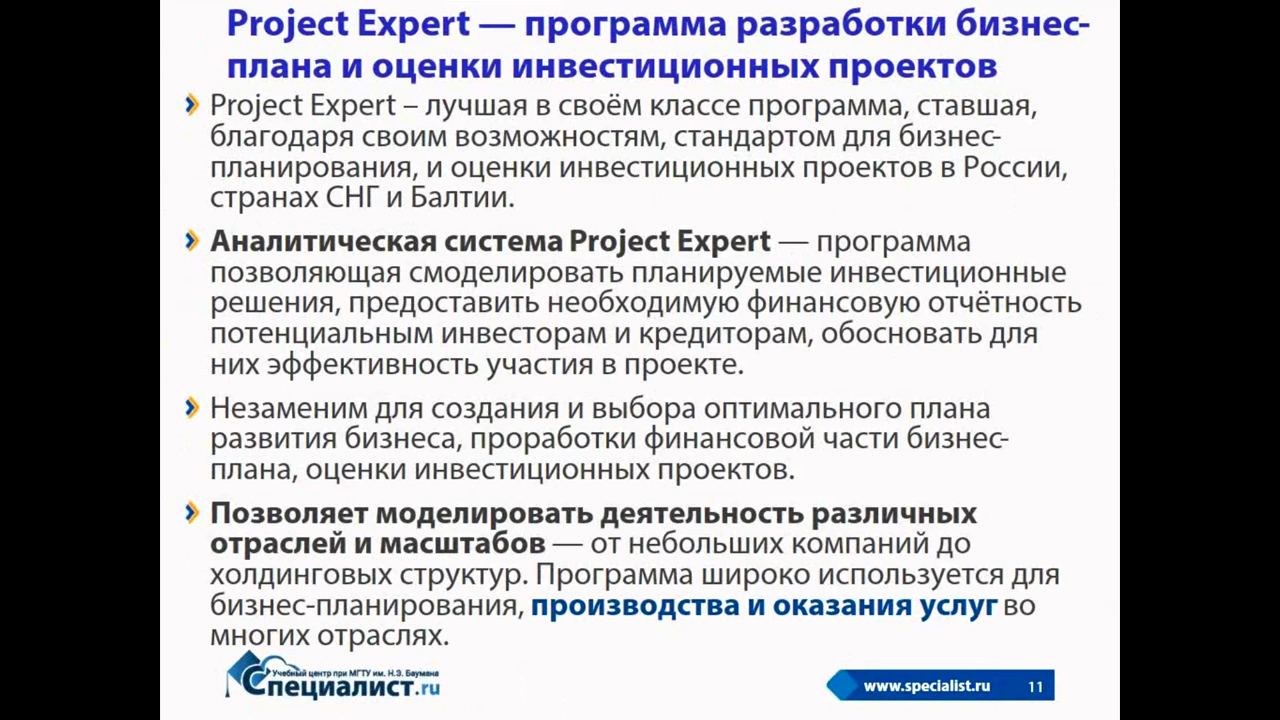 Project Expert — программа разработки бизнес-
плана и оценки инвестиционных проектов
Project Expert – лучшая в своём классе программа, ставшая,
благодаря своим возможностям, стандартом для бизнес-
планирования, и оценки инвестиционных проектов в России,
странах СНГ и Балтии.
Аналитическая система Project Expert — программа
позволяющая смоделировать планируемые инвестиционные
решения, предоставить необходимую финансовую отчётность
потенциальным инвесторам и кредиторам, обосновать для
них эффективность участия в проекте.
Незаменим для создания и выбора оптимального плана
развития бизнеса, проработки финансовой части бизнес-
плана, оценки инвестиционных проектов.
Позволяет моделировать деятельность различных
отраслей и масштабов — от небольших компаний до
холдинговых структур. Программа широко используется для
бизнес-планирования, производства и оказания услуг во
многих отраслях.
Учебный центр при МГТУ им. Н.Э. Баумана
Специалист.ru
www.specialist.ru 11